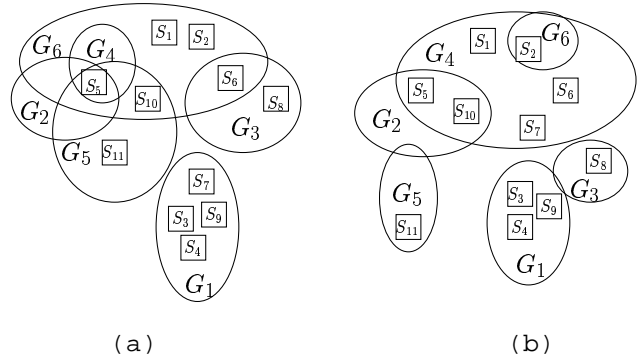 G₆ G₄ S₁ S₂
S₅ S₁₀ S₆ S₈
G₂ G₅ S₁₁ G₃
S₇
S₃ S₉
S₄
G₁
(a)
G₄ S₁ S₂ G₆
S₅ S₁₀ S₆
G₂ S₇
G₅ S₈
S₁₁ S₃ S₉ G₃
S₄
G₁
(b)